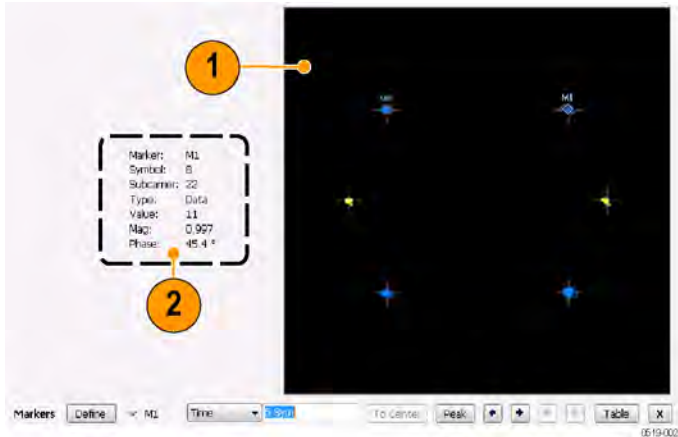 1
M1
Marker: M1
Symbol: 8
Subcarrier: 22
Type: Data
Value: 11
Mag: 0.997
Phase: 45.4 °
2
Markers Define M1 Time To Center Peak Table X
0519-002